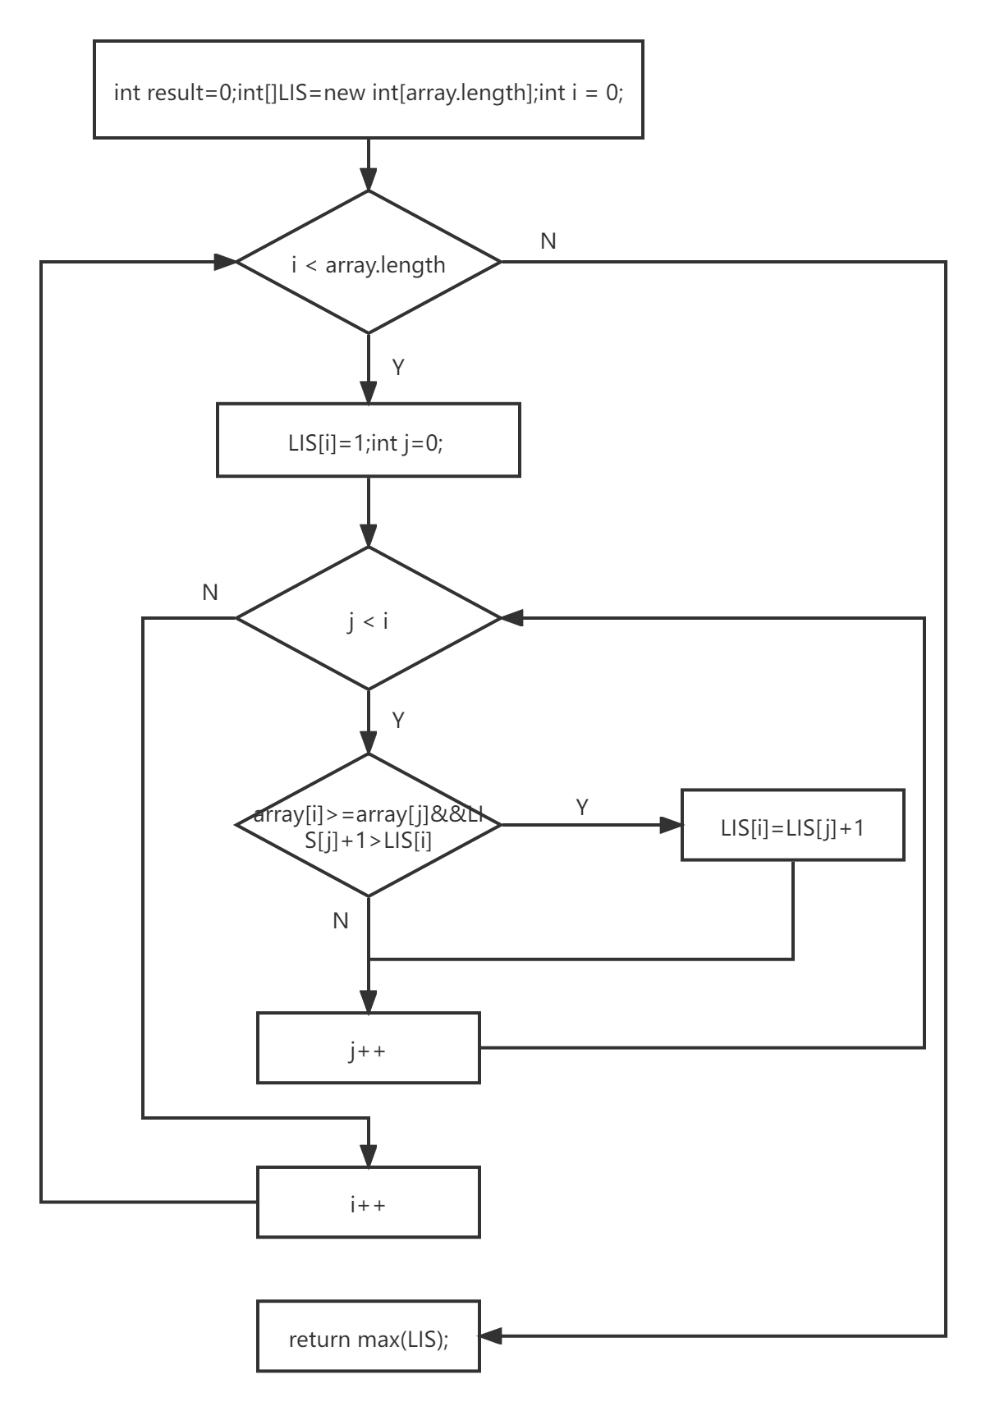 int result=0;int[]LIS=new int[array.length];int i = 0;
N
i < array.length
Y
LIS[i]=1;int j=0;
N
j < i
Y
array[i]>=array[j]&&LI
S[j]+1>LIS[i]
Y
LIS[i]=LIS[j]+1
N
j++
i++
return max(LIS);